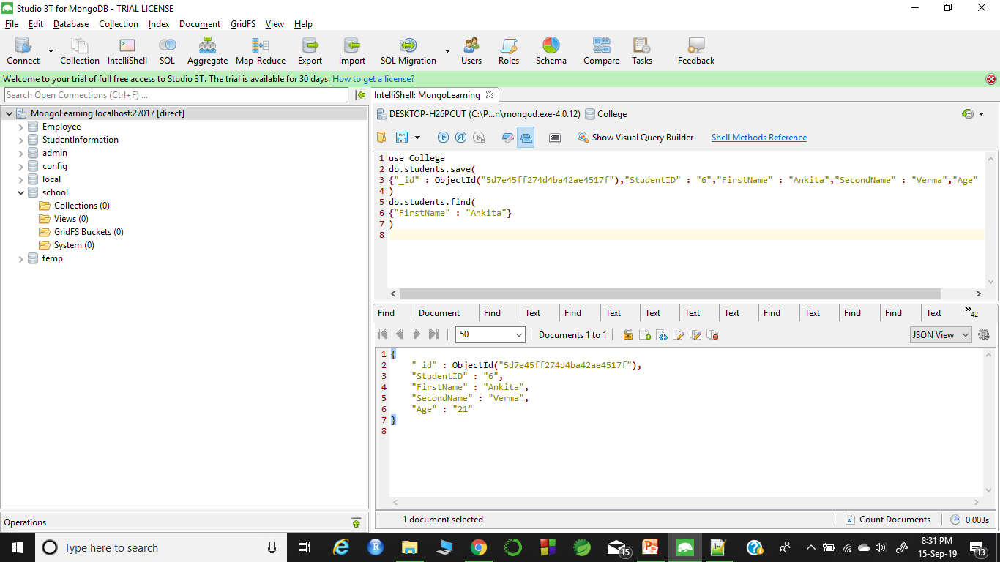 Studio 3T for MongoDB - TRIAL LICENSE
File Edit Database Collection Index Document GridFS View Help
Connect Collection IntelliShell SQL Aggregate Map-Reduce Export Import SQL Migration Users Roles Schema Compare Tasks Feedback
Welcome to your trial of full free access to Studio 3T. The trial is available for 30 days. How to get a license?
Search Open Connections (Ctrl+F) ...
MongoLearning localhost:27017 [direct]
Employee
StudentInformation
admin
config
local
school
Collections (0)
Views (0)
GridFS Buckets (0)
System (0)
temp
Operations
IntelliShell: MongoLearning
DESKTOP-H26PCUT (C:\P...n\mongod.exe-4.0.12) College
Show Visual Query Builder Shell Methods Reference
1 use College
2 db.students.save(
3 {"_id" : ObjectId("5d7e45ff274d4ba42ae4517f"),"StudentID" : "6","FirstName" : "Ankita","SecondName" : "Verma","Age"
4 )
5 db.students.find(
6 {"FirstName" : "Ankita"}
7 )
8
Find Document Find Text Find Text Text Text Text Find Text Find Find Text »42
50 Documents 1 to 1 JSON View
1 {
2 "_id" : ObjectId("5d7e45ff274d4ba42ae4517f"),
3 "StudentID" : "6",
4 "FirstName" : "Ankita",
5 "SecondName" : "Verma",
6 "Age" : "21"
7 }
8
1 document selected Count Documents 0.003s
Type here to search 15 8:31 PM 13
15-Sep-19